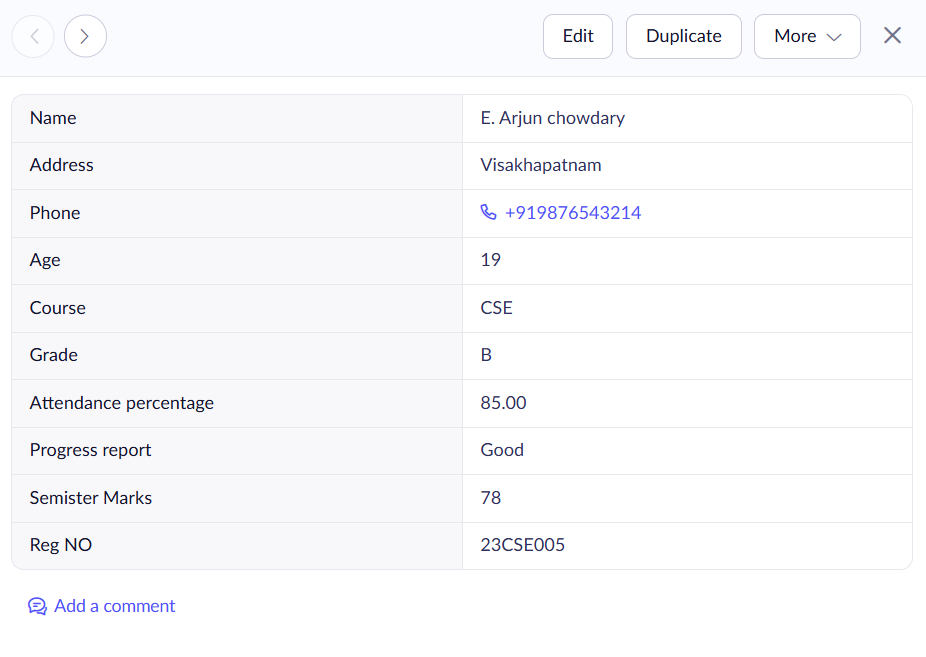 Edit Duplicate More
Name E. Arjun chowdary
Address Visakhapatnam
Phone +919876543214
Age 19
Course CSE
Grade B
Attendance percentage 85.00
Progress report Good
Semister Marks 78
Reg NO 23CSE005
Add a comment